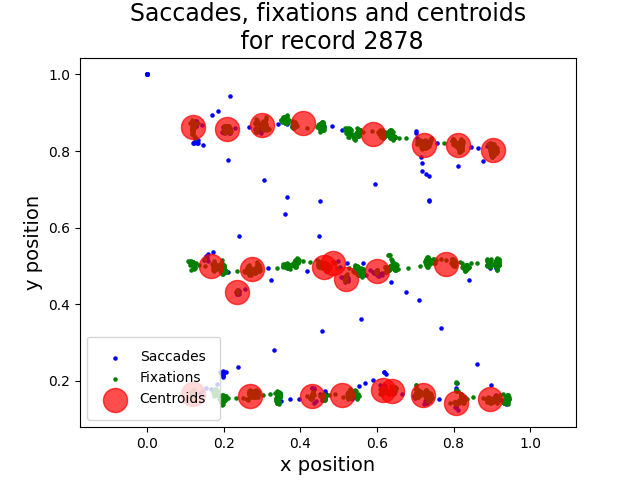 Saccades, fixations and centroids
for record 2878
1.0
0.8
0.6
0.4
0.2
y position
Saccades
Fixations
Centroids
0.0 0.2 0.4 0.6 0.8 1.0
x position